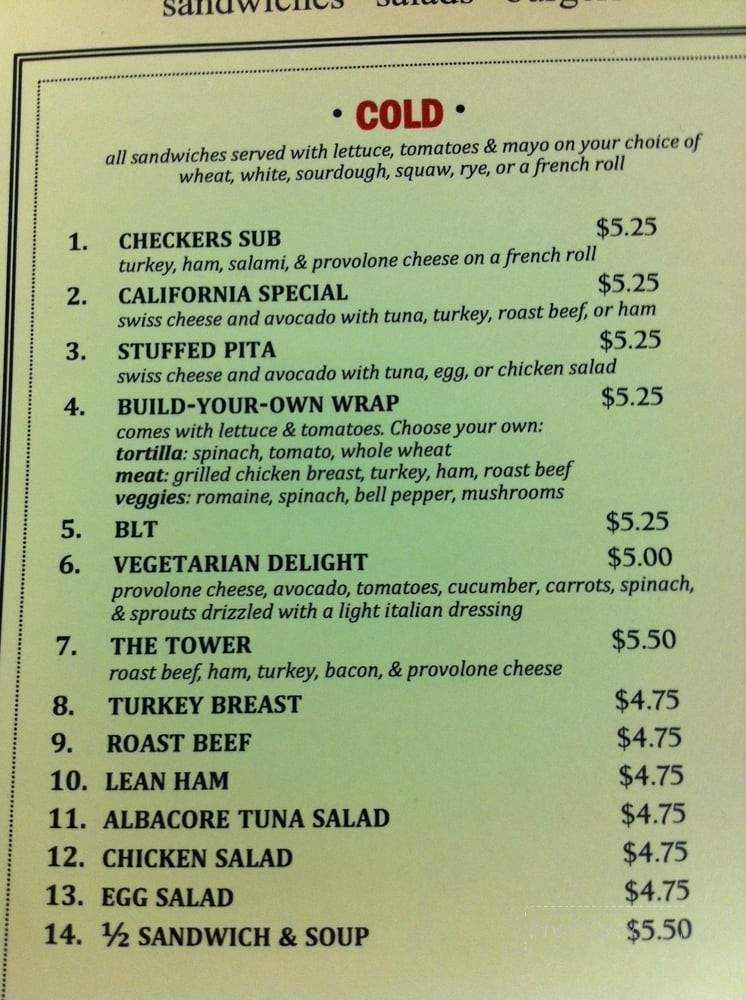 sandwiches salads burgers
• COLD •
all sandwiches served with lettuce, tomatoes & mayo on your choice of
wheat, white, sourdough, squaw, rye, or a french roll
1. CHECKERS SUB $5.25
turkey, ham, salami, & provolone cheese on a french roll
2. CALIFORNIA SPECIAL $5.25
swiss cheese and avocado with tuna, turkey, roast beef, or ham
3. STUFFED PITA $5.25
swiss cheese and avocado with tuna, egg, or chicken salad
4. BUILD-YOUR-OWN WRAP $5.25
comes with lettuce & tomatoes. Choose your own:
tortilla: spinach, tomato, whole wheat
meat: grilled chicken breast, turkey, ham, roast beef
veggies: romaine, spinach, bell pepper, mushrooms
5. BLT $5.25
6. VEGETARIAN DELIGHT $5.00
provolone cheese, avocado, tomatoes, cucumber, carrots, spinach,
& sprouts drizzled with a light italian dressing
7. THE TOWER $5.50
roast beef, ham, turkey, bacon, & provolone cheese
8. TURKEY BREAST $4.75
9. ROAST BEEF $4.75
10. LEAN HAM $4.75
11. ALBACORE TUNA SALAD $4.75
12. CHICKEN SALAD $4.75
13. EGG SALAD $4.75
14. ½ SANDWICH & SOUP $5.50